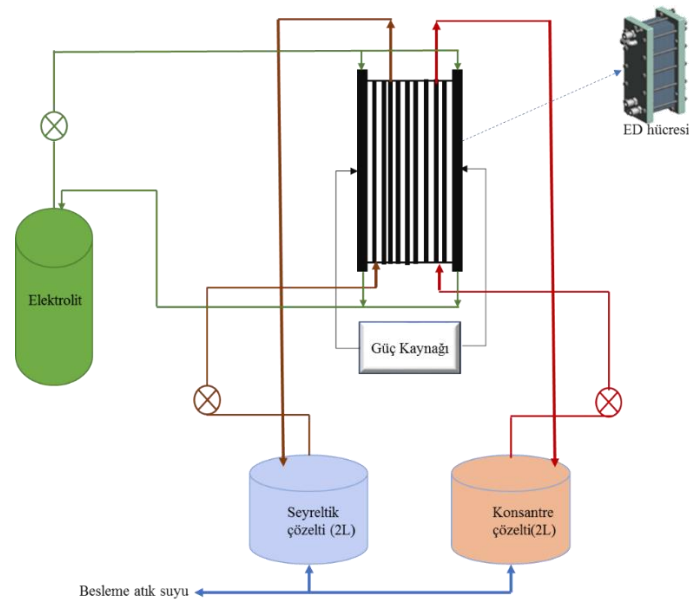 ED hücresi
Elektrolit
Güç Kaynağı
Seyreltik
çözelti (2L)
Konsantre
çözelti(2L)
Besleme atık suyu